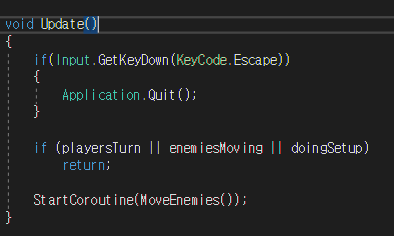 void Update()
{
    if(Input.GetKeyDown(KeyCode.Escape))
    {
        Application.Quit();
    }

    if (playersTurn || enemiesMoving || doingSetup)
        return;

    StartCoroutine(MoveEnemies());
}